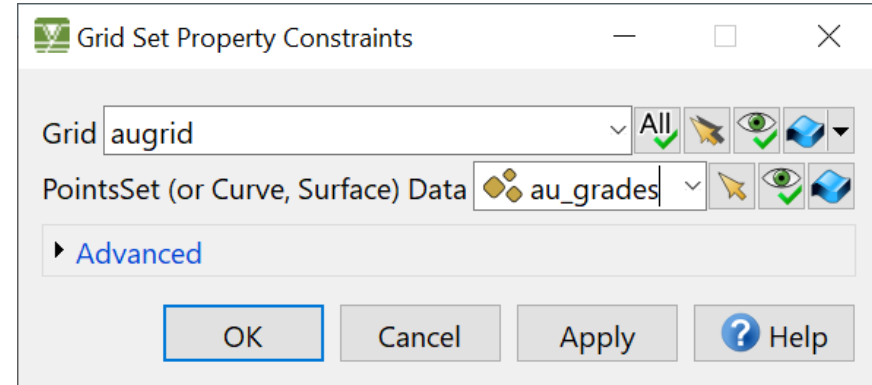 Grid Set Property Constraints
Grid augrid All
PointsSet (or Curve, Surface) Data au_grades
Advanced
OK Cancel Apply ? Help